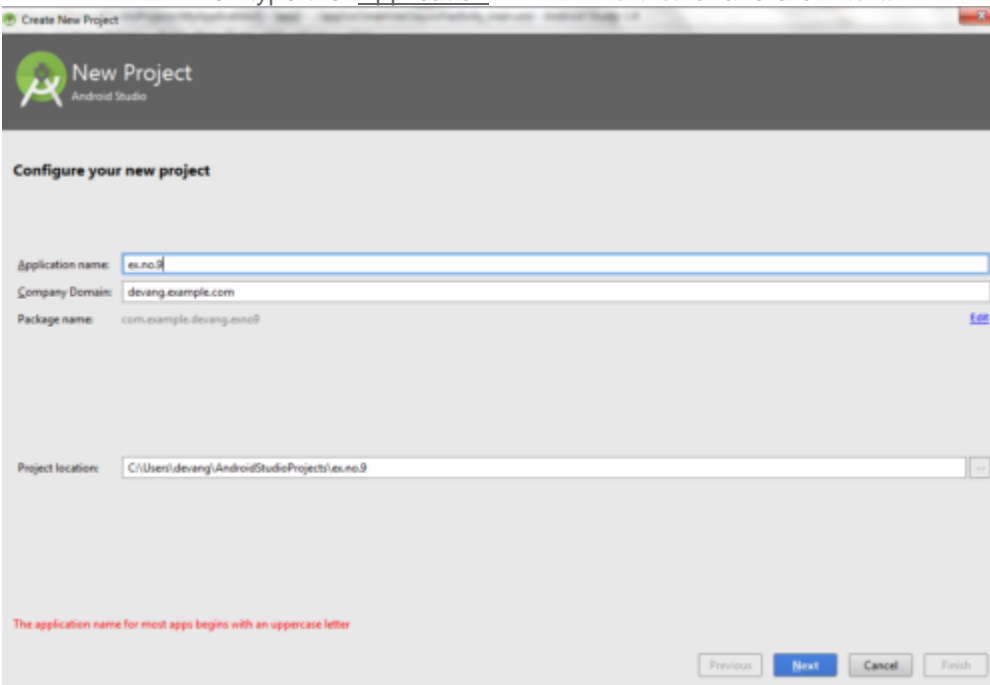 Create New Project
New Project
Android Studio
Configure your new project
Application name: ex.no.9
Company Domain: devang.example.com
Package name: com.example.devang.exno9 Edit
Project location: C:\Users\devang\AndroidStudioProjects\ex.no.9 ...
The application name for most apps begins with an uppercase letter
Previous Next Cancel Finish